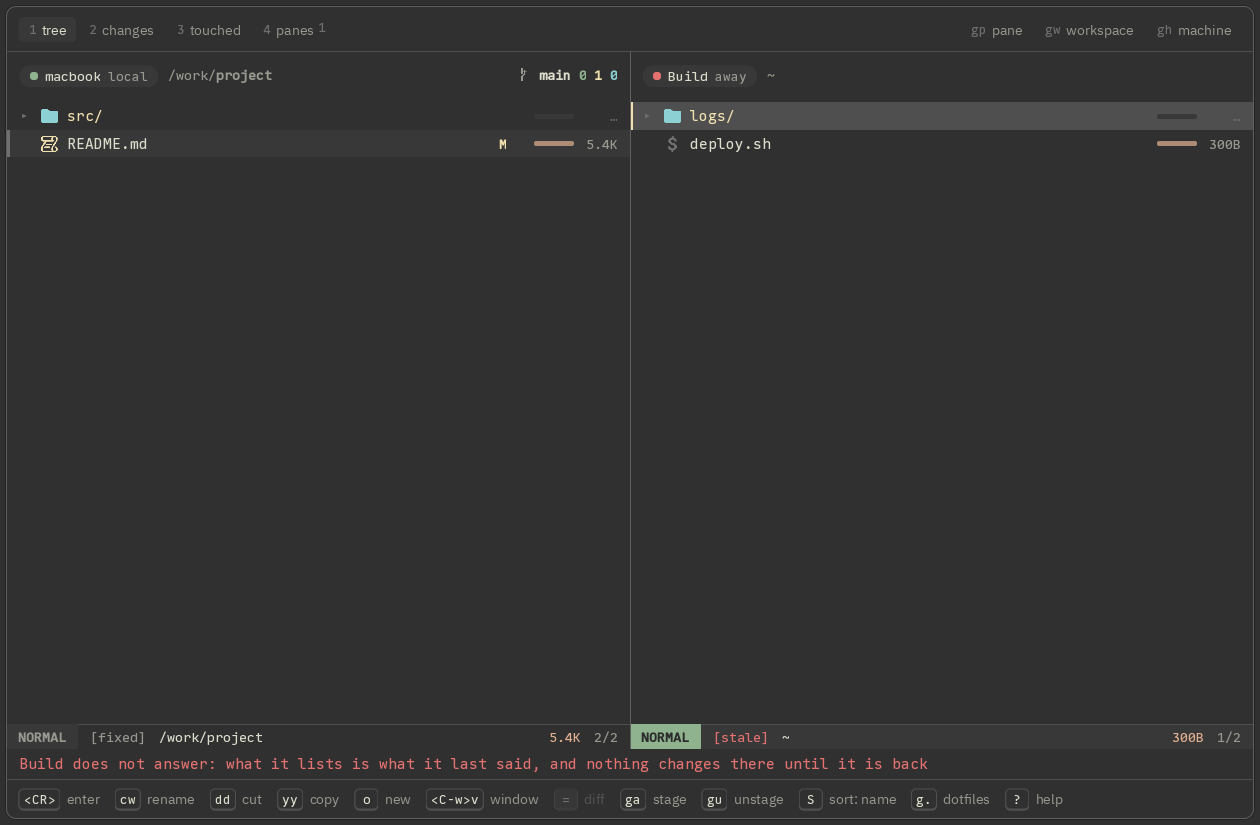 1 tree 2 changes 3 touched 4 panes 1 gp pane gw workspace gh machine
macbook local /work/project main 0 1 0
Build away ~
src/ …
README.md M 5.4K
logs/ …
$ deploy.sh 300B
NORMAL [fixed] /work/project 5.4K 2/2
NORMAL [stale] ~ 300B 1/2
Build does not answer: what it lists is what it last said, and nothing changes there until it is back
<CR> enter cw rename dd cut yy copy o new <C-w>v window = diff ga stage gu unstage S sort: name g. dotfiles ? help